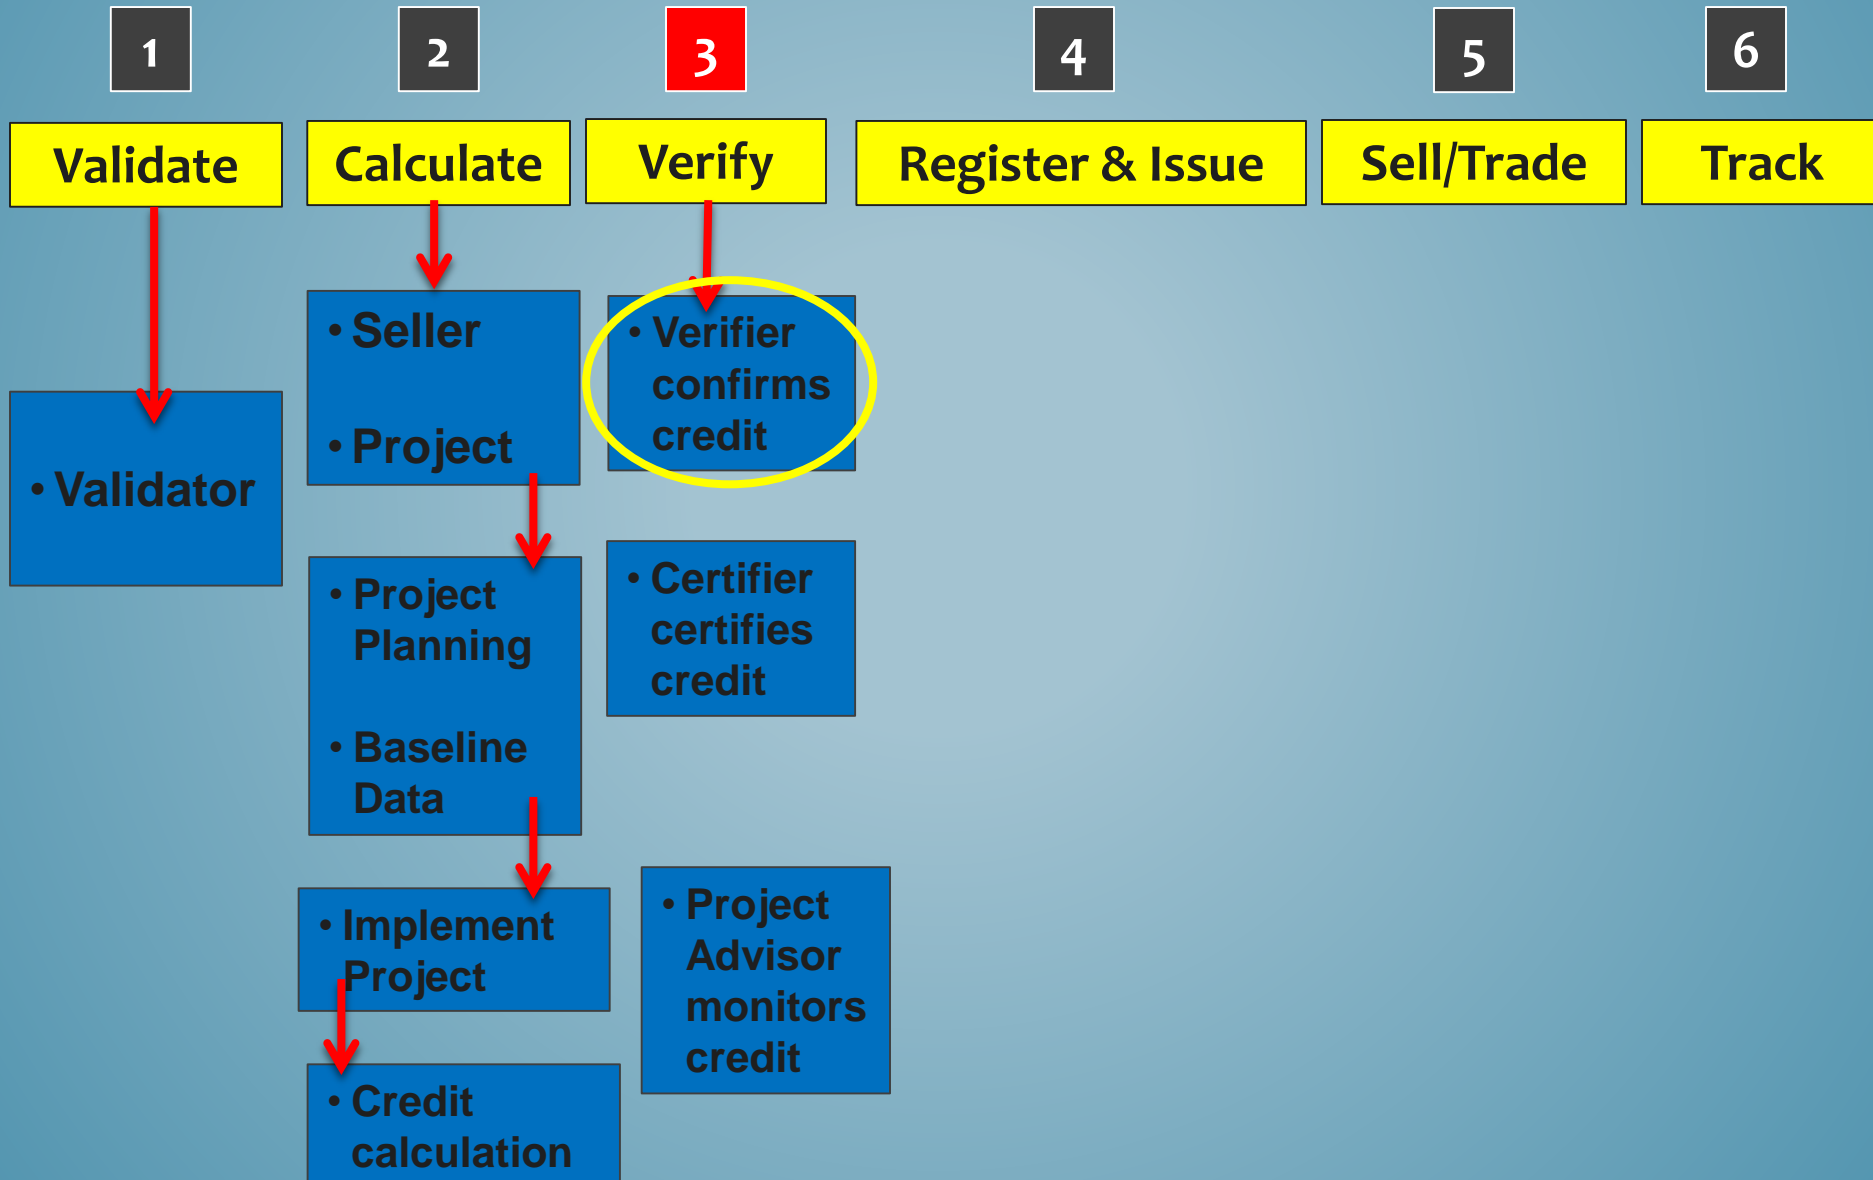 1
2
3
4
5
6
Validate
Calculate
Verify
Register & Issue
Sell/Trade
Track
• Validator
• Seller
• Project
• Project
Planning
• Baseline
Data
• Implement
Project
• Credit
calculation
• Verifier
confirms
credit
• Certifier
certifies
credit
• Project
Advisor
monitors
credit